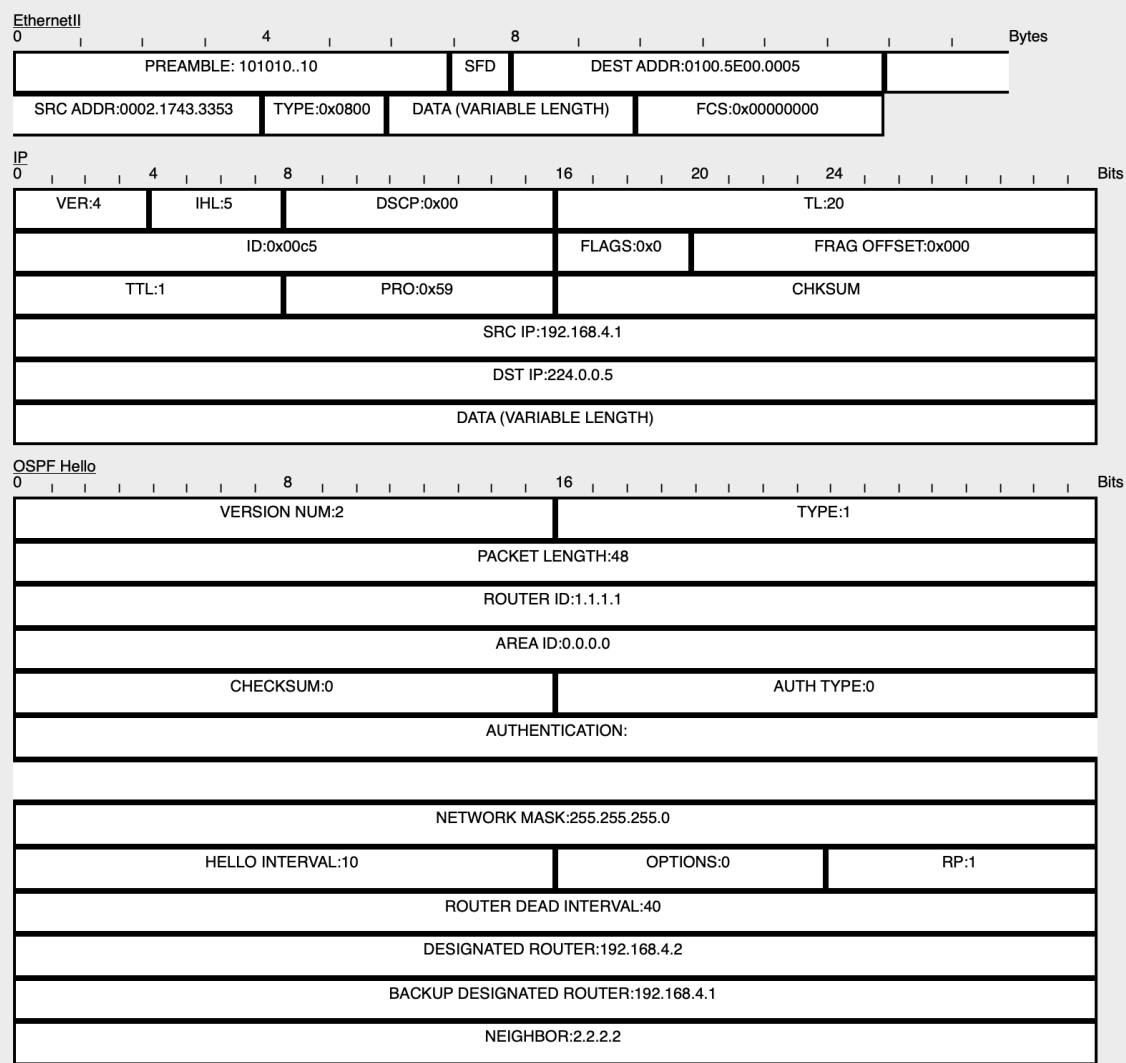 EthernetII
0 4 8 Bytes
PREAMBLE: 101010..10 SFD DEST ADDR:0100.5E00.0005
SRC ADDR:0002.1743.3353 TYPE:0x0800 DATA (VARIABLE LENGTH) FCS:0x00000000
IP
0 4 8 16 20 24 Bits
VER:4 IHL:5 DSCP:0x00 TL:20
ID:0x00c5 FLAGS:0x0 FRAG OFFSET:0x000
TTL:1 PRO:0x59 CHKSUM
SRC IP:192.168.4.1
DST IP:224.0.0.5
DATA (VARIABLE LENGTH)
OSPF Hello
0 8 16 Bits
VERSION NUM:2 TYPE:1
PACKET LENGTH:48
ROUTER ID:1.1.1.1
AREA ID:0.0.0.0
CHECKSUM:0 AUTH TYPE:0
AUTHENTICATION:
NETWORK MASK:255.255.255.0
HELLO INTERVAL:10 OPTIONS:0 RP:1
ROUTER DEAD INTERVAL:40
DESIGNATED ROUTER:192.168.4.2
BACKUP DESIGNATED ROUTER:192.168.4.1
NEIGHBOR:2.2.2.2